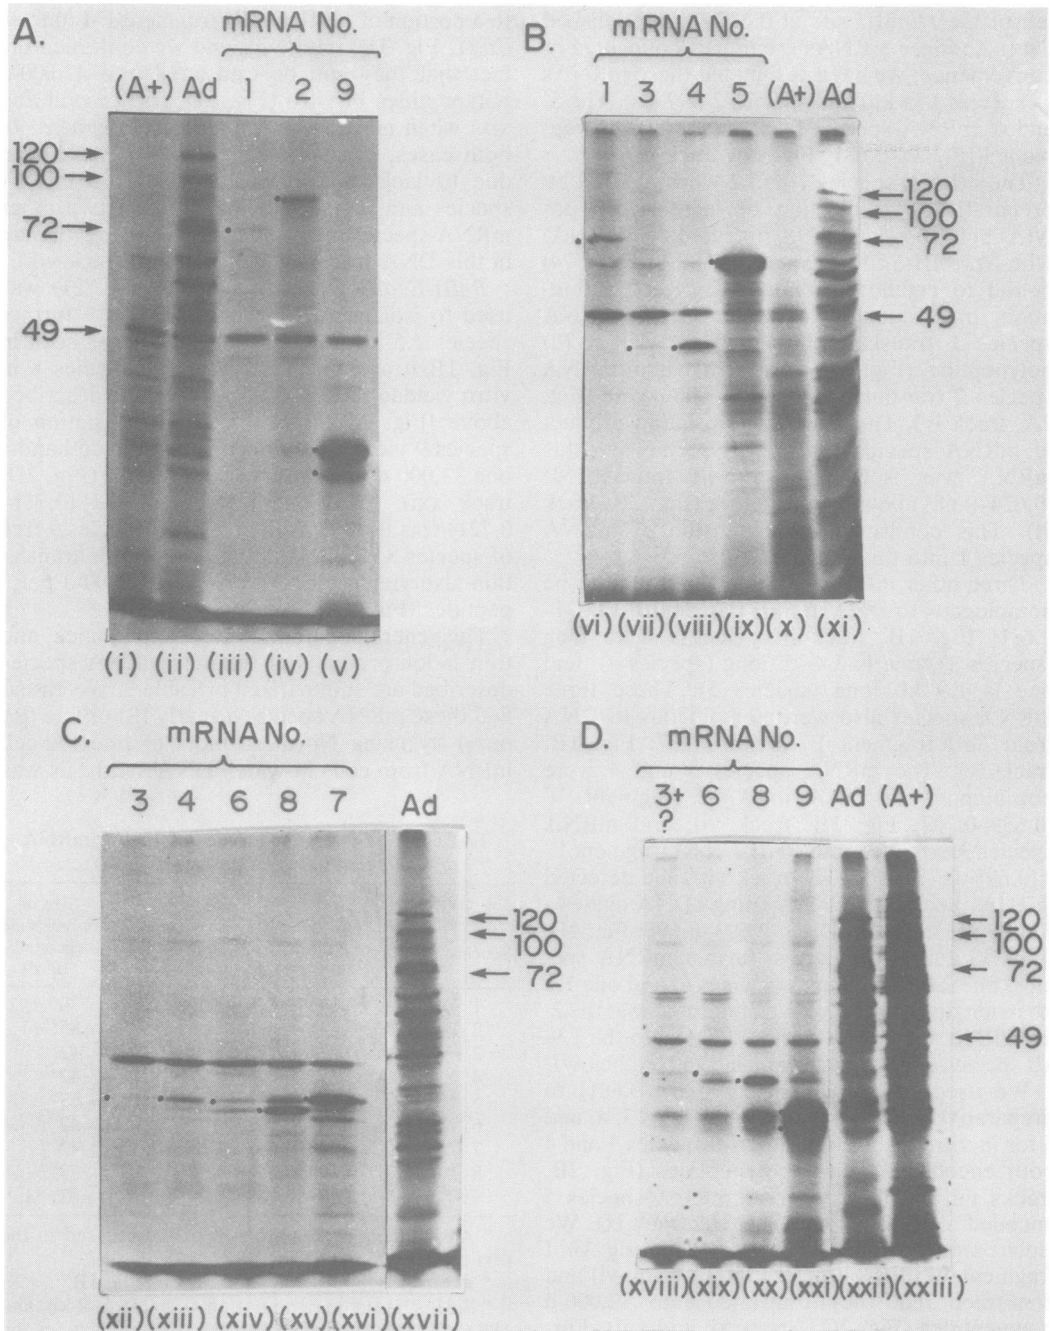 A.
mRNA No.
(A+) Ad 1 2 9
120
100
72
49
(i) (ii) (iii) (iv) (v)
B.
mRNA No.
1 3 4 5 (A+) Ad
120
100
72
49
(vi) (vii) (viii) (ix) (x) (xi)
C.
mRNA No.
3 4 6 8 7 Ad
120
100
72
(xii) (xiii) (xiv) (xv) (xvi) (xvii)
D.
mRNA No.
3+ 6 8 9 Ad (A+)
?
120
100
72
49
(xviii) (xix) (xx) (xxi) (xxii) (xxiii)